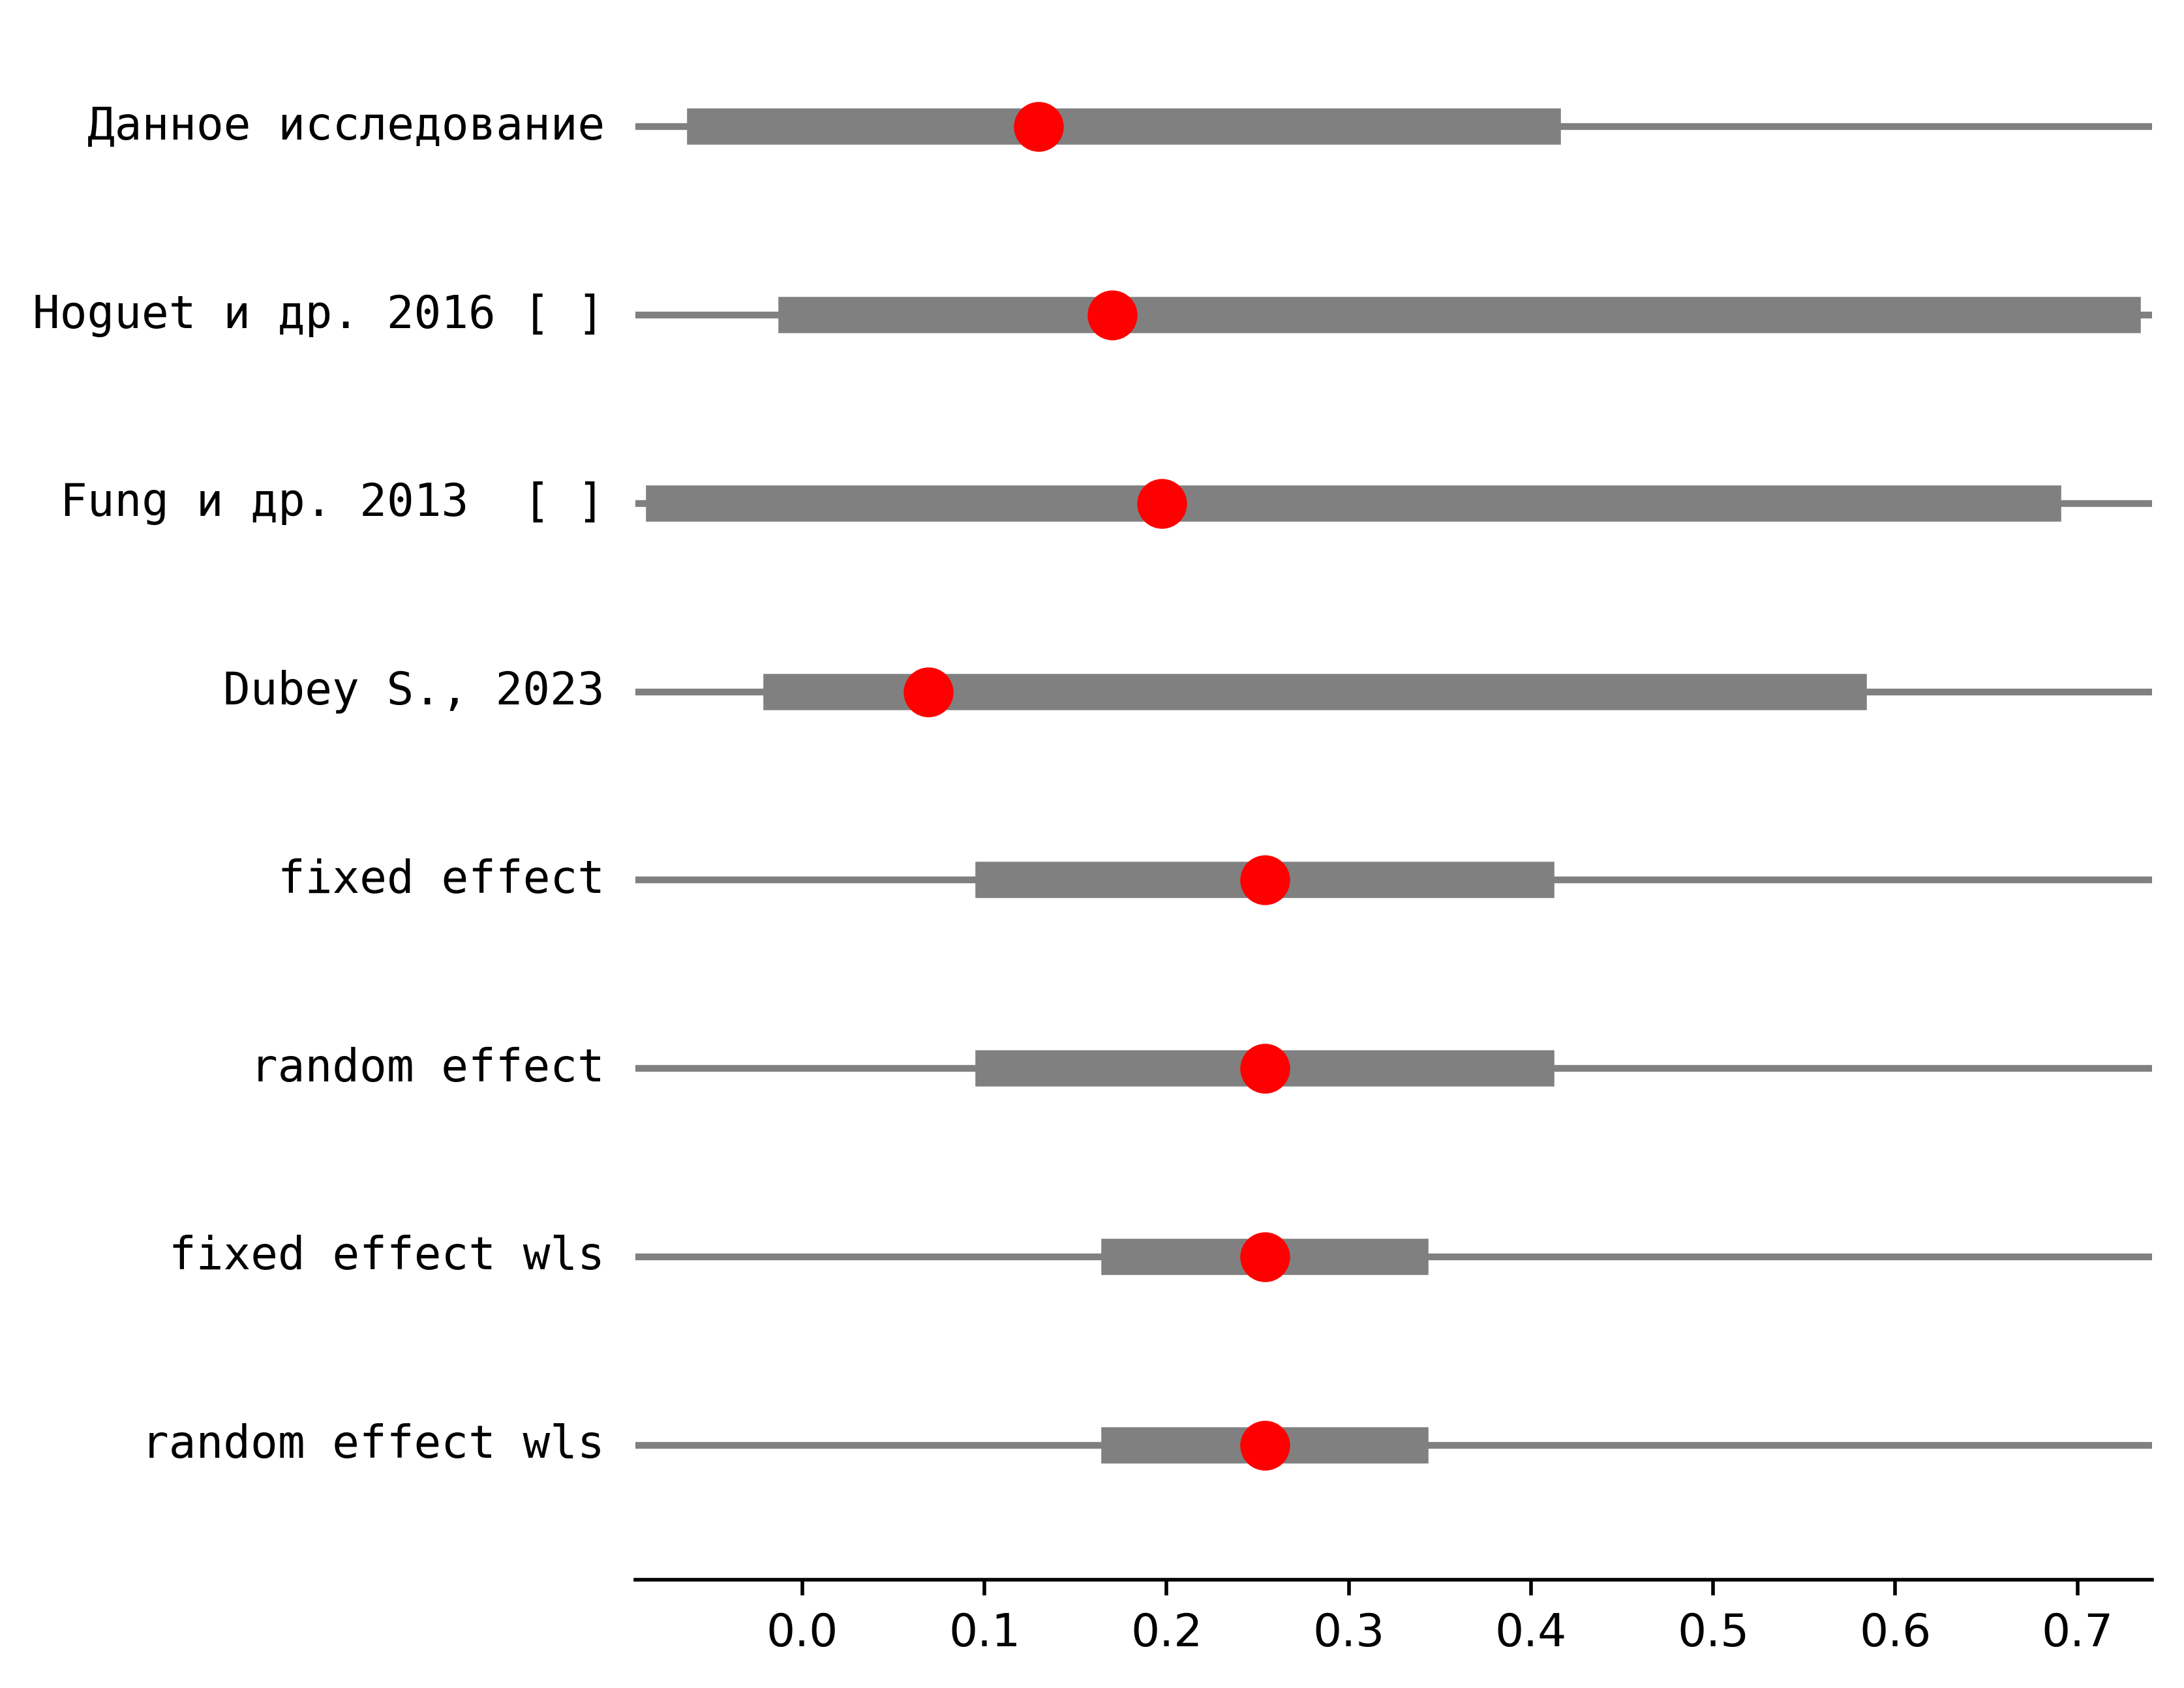 Данное исследование
Hoguet и др. 2016 [ ]
Fung и др. 2013  [ ]
Dubey S., 2023
fixed effect
random effect
fixed effect wls
random effect wls
0.0 0.1 0.2 0.3 0.4 0.5 0.6 0.7